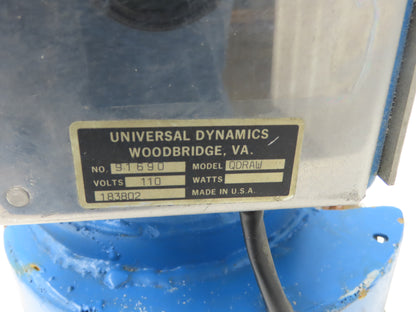 UNIVERSAL DYNAMICS
WOODBRIDGE, VA.
NO. 91690 MODEL QDRAW
VOLTS 110 WATTS
183802 MADE IN U.S.A.